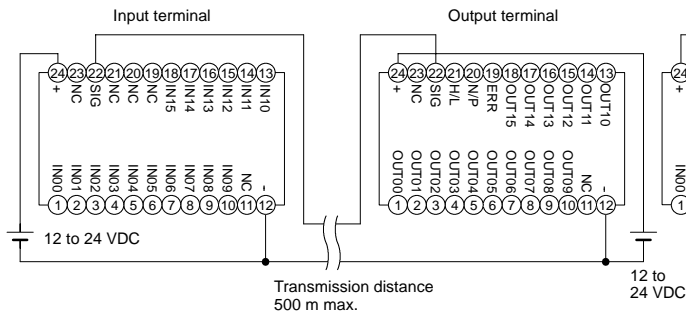 Input terminal
Output terminal
24 23 22 21 20 19 18 17 16 15 14 13
+ NC SIG NC NC NC IN15 IN14 IN13 IN12 IN11 IN10
IN00 IN01 IN02 IN03 IN04 IN05 IN06 IN07 IN08 IN09 NC -
1 2 3 4 5 6 7 8 9 10 11 12
24 23 22 21 20 19 18 17 16 15 14 13
+ NC SIG H/L N/P ERR OUT15 OUT14 OUT13 OUT12 OUT11 OUT10
OUT00 OUT01 OUT02 OUT03 OUT04 OUT05 OUT06 OUT07 OUT08 OUT09 NC -
1 2 3 4 5 6 7 8 9 10 11 12
24
+
IN00
1
12 to 24 VDC
Transmission distance
500 m max.
12 to
24 VDC